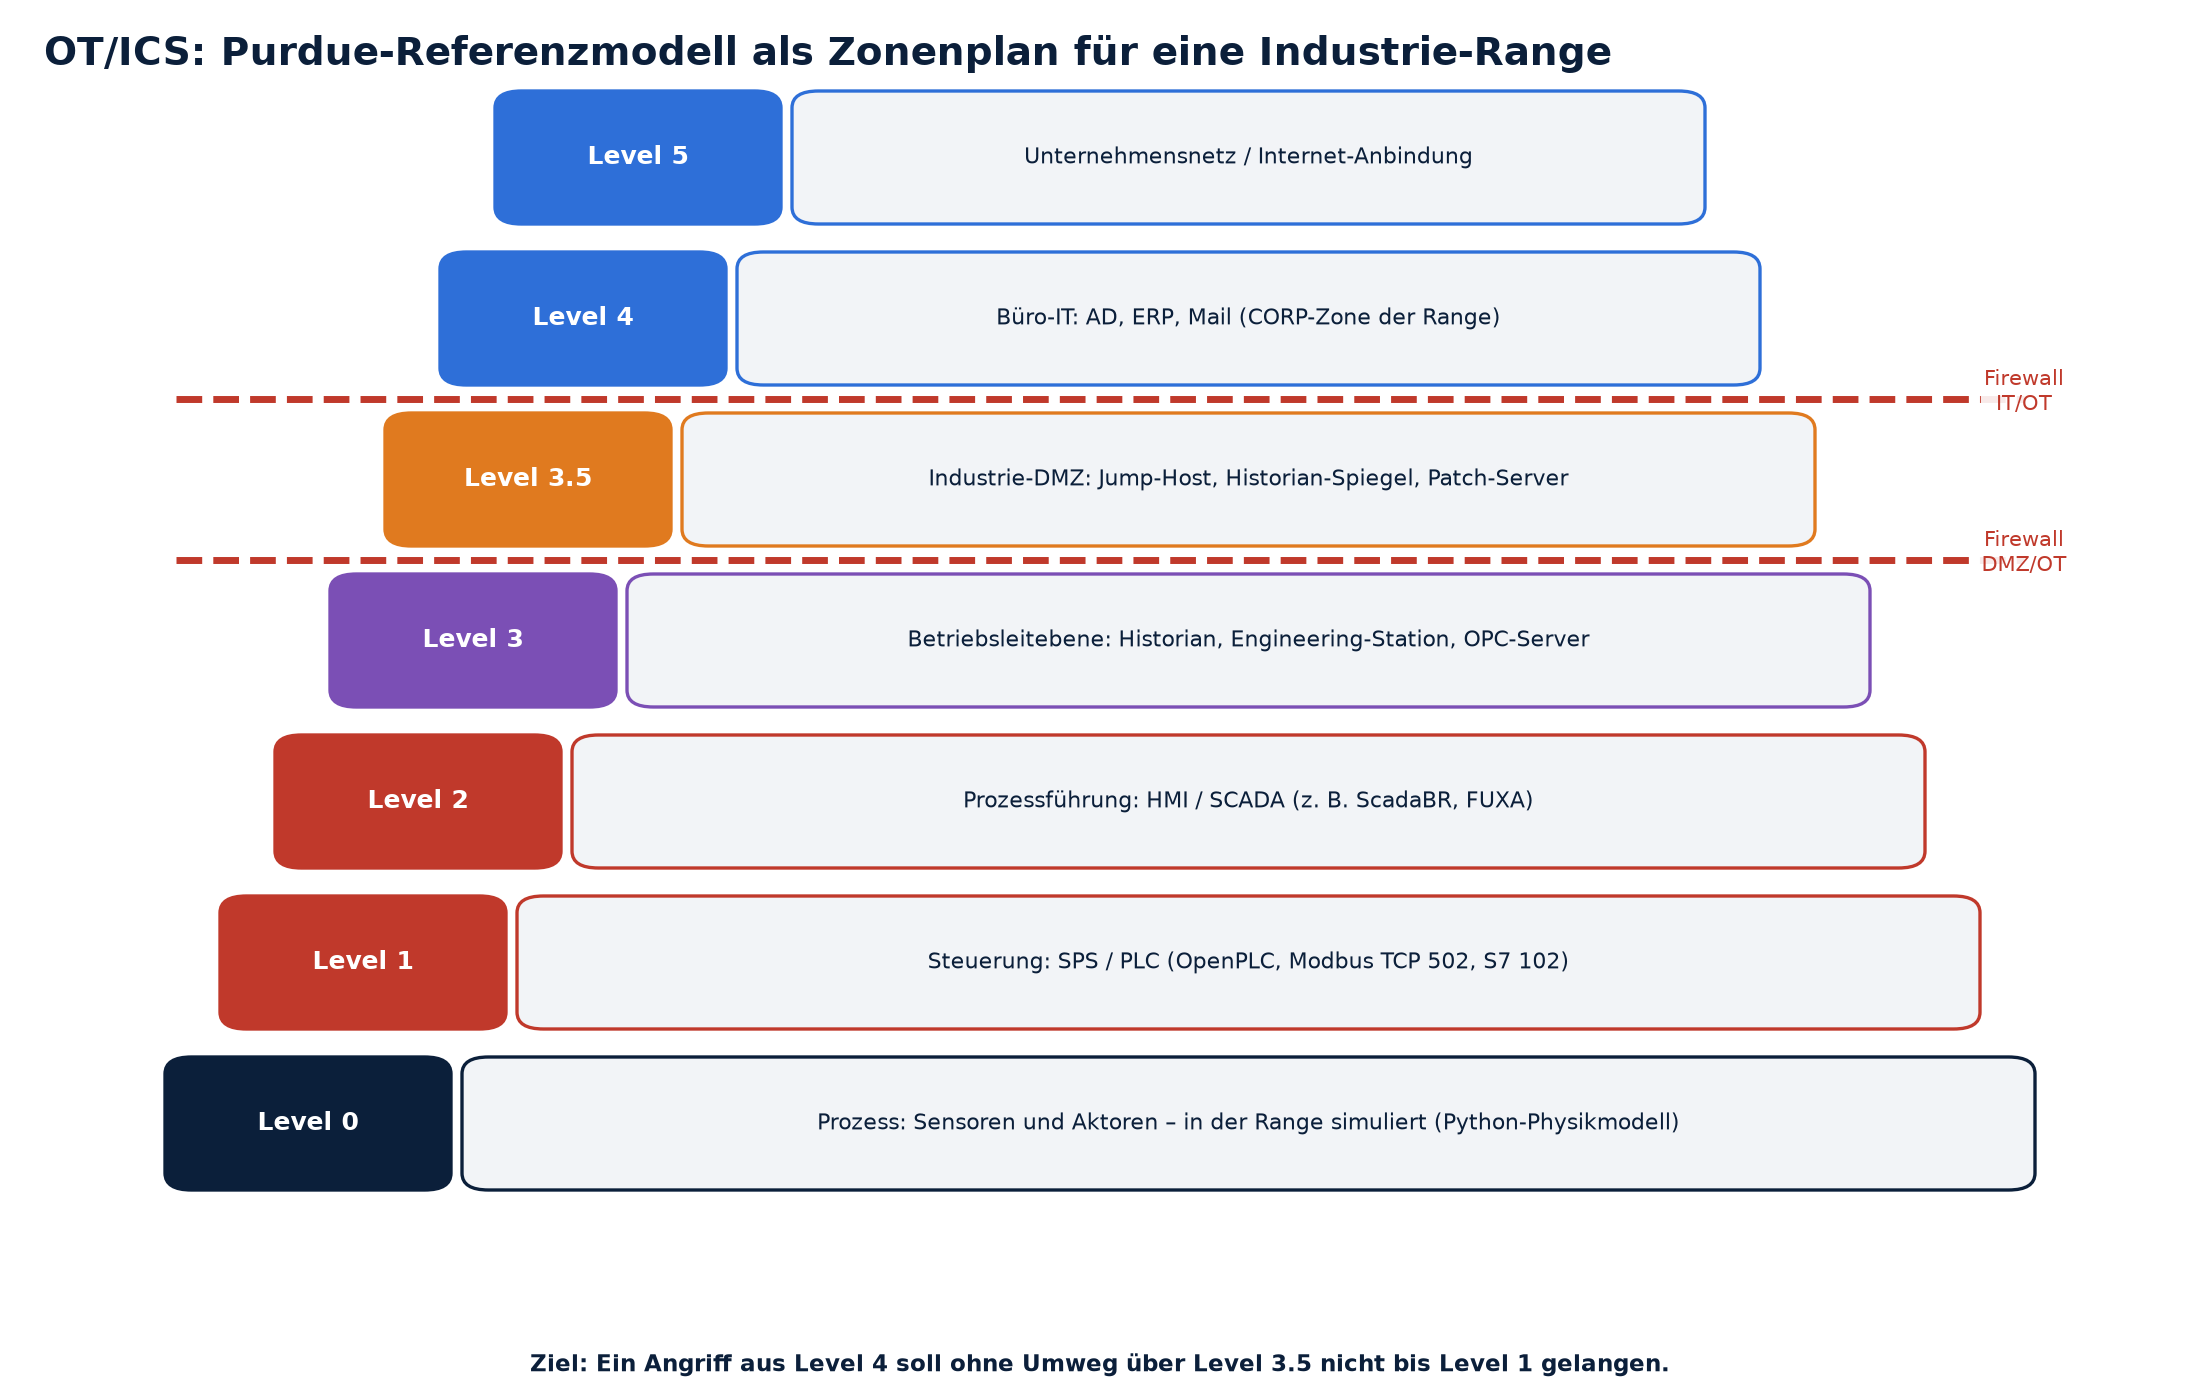 OT/ICS: Purdue-Referenzmodell als Zonenplan für eine Industrie-Range
Level 5
Unternehmensnetz / Internet-Anbindung
Level 4
Büro-IT: AD, ERP, Mail (CORP-Zone der Range)
Firewall
IT/OT
Level 3.5
Industrie-DMZ: Jump-Host, Historian-Spiegel, Patch-Server
Firewall
DMZ/OT
Level 3
Betriebsleitebene: Historian, Engineering-Station, OPC-Server
Level 2
Prozessführung: HMI / SCADA (z. B. ScadaBR, FUXA)
Level 1
Steuerung: SPS / PLC (OpenPLC, Modbus TCP 502, S7 102)
Level 0
Prozess: Sensoren und Aktoren – in der Range simuliert (Python-Physikmodell)
Ziel: Ein Angriff aus Level 4 soll ohne Umweg über Level 3.5 nicht bis Level 1 gelangen.